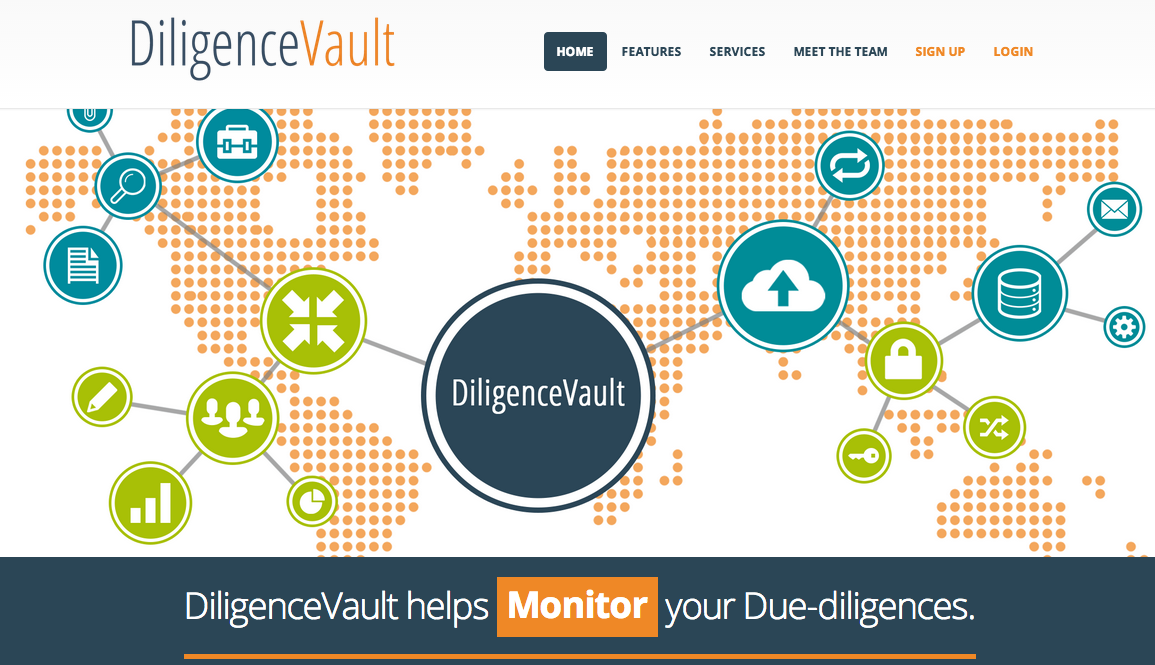 DiligenceVault
HOME FEATURES SERVICES MEET THE TEAM SIGN UP LOGIN
DiligenceVault
DiligenceVault helps Monitor your Due-diligences.